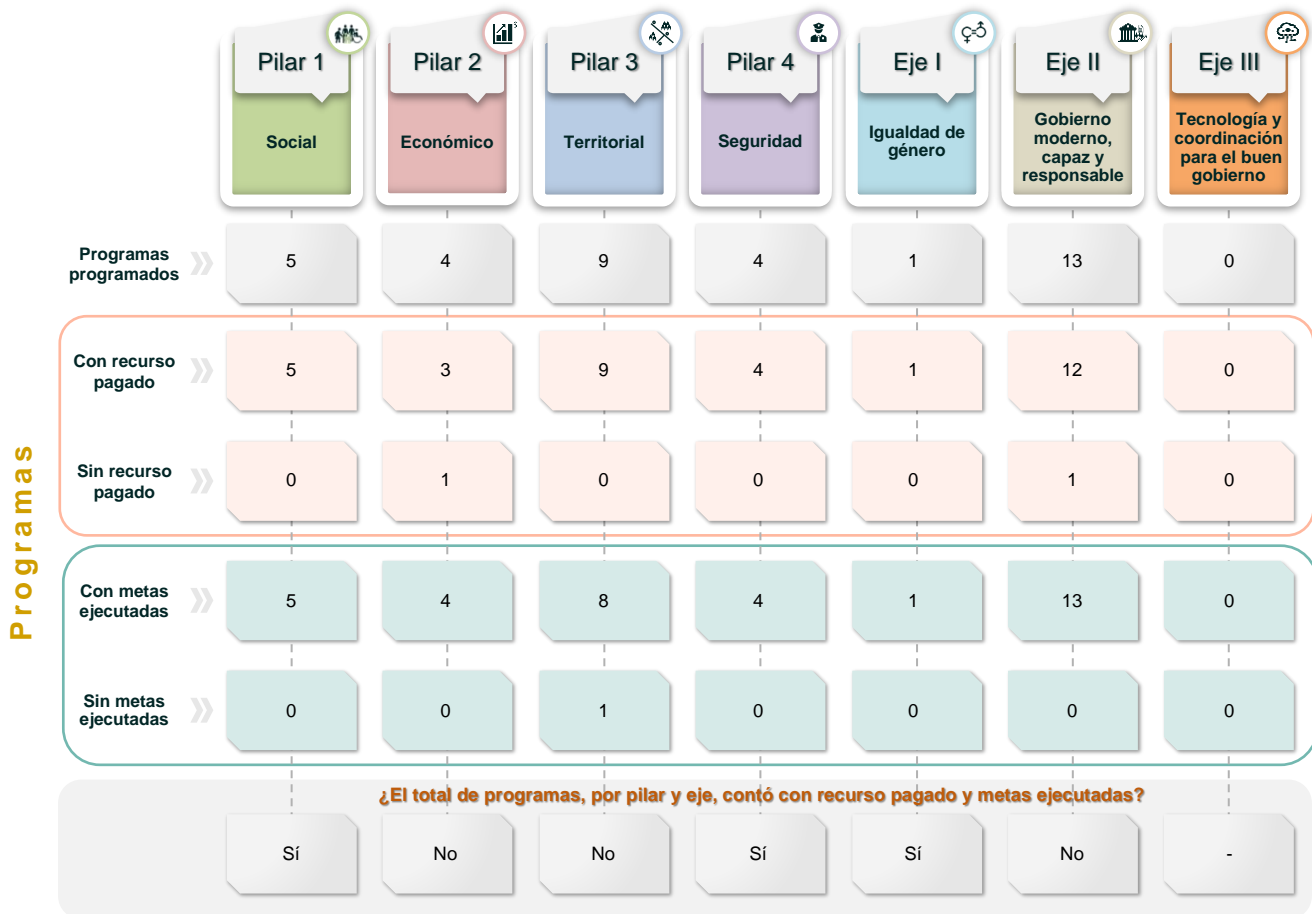 Pilar 1
Pilar 2
Pilar 3
Pilar 4
Eje I
Eje II
Eje III
Social
Económico
Territorial
Seguridad
Igualdad de
género
Gobierno
moderno,
capaz y
responsable
Tecnología y
coordinación
para el buen
gobierno
Programas
Programas
programados
5 4 9 4 1 13 0
Con recurso
pagado
5 3 9 4 1 12 0
Sin recurso
pagado
0 1 0 0 0 1 0
Con metas
ejecutadas
5 4 8 4 1 13 0
Sin metas
ejecutadas
0 0 1 0 0 0 0
¿El total de programas, por pilar y eje, contó con recurso pagado y metas ejecutadas?
Sí No No Sí Sí No -